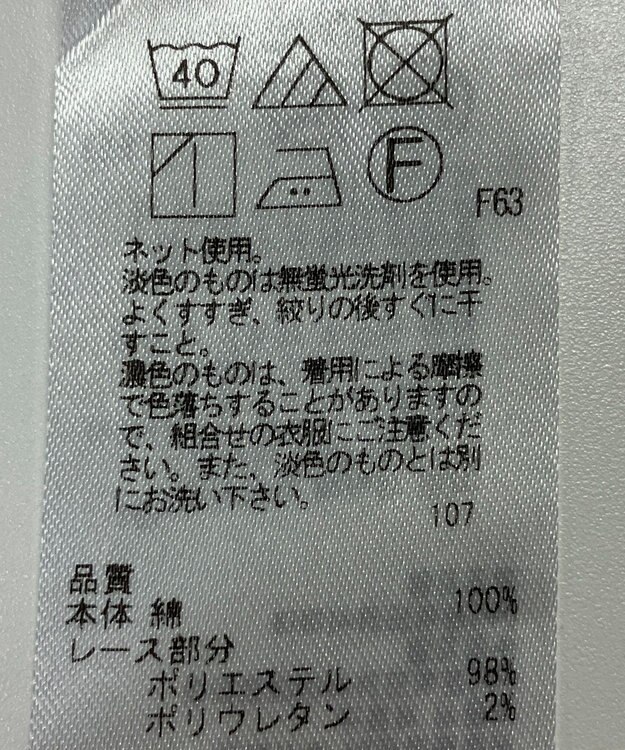 40
F
F63
ネット使用。
淡色のものは無蛍光洗剤を使用。
よくすすぎ、絞りの後すぐに干
すこと。
濃色のものは、着用による摩擦
で色落ちすることがありますの
で、組合せの衣服にご注意くだ
さい。また、淡色のものとは別
にお洗い下さい。
107
品質
本体 綿 100%
レース部分
ポリエステル 98%
ポリウレタン 2%